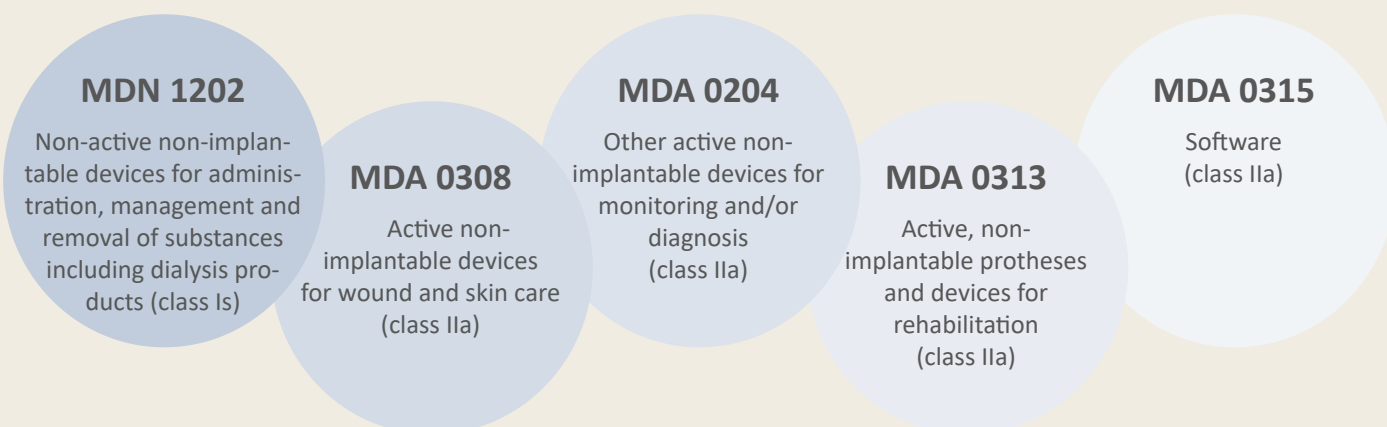 MDN 1202
Non-active non-implan-
table devices for adminis-
tration, management and
removal of substances
including dialysis pro-
ducts (class Is)
MDA 0308
Active non-
implantable devices
for wound and skin care
(class IIa)
MDA 0204
Other active non-
implantable devices for
monitoring and/or
diagnosis
(class IIa)
MDA 0313
Active, non-
implantable protheses
and devices for
rehabilitation
(class IIa)
MDA 0315
Software
(class IIa)